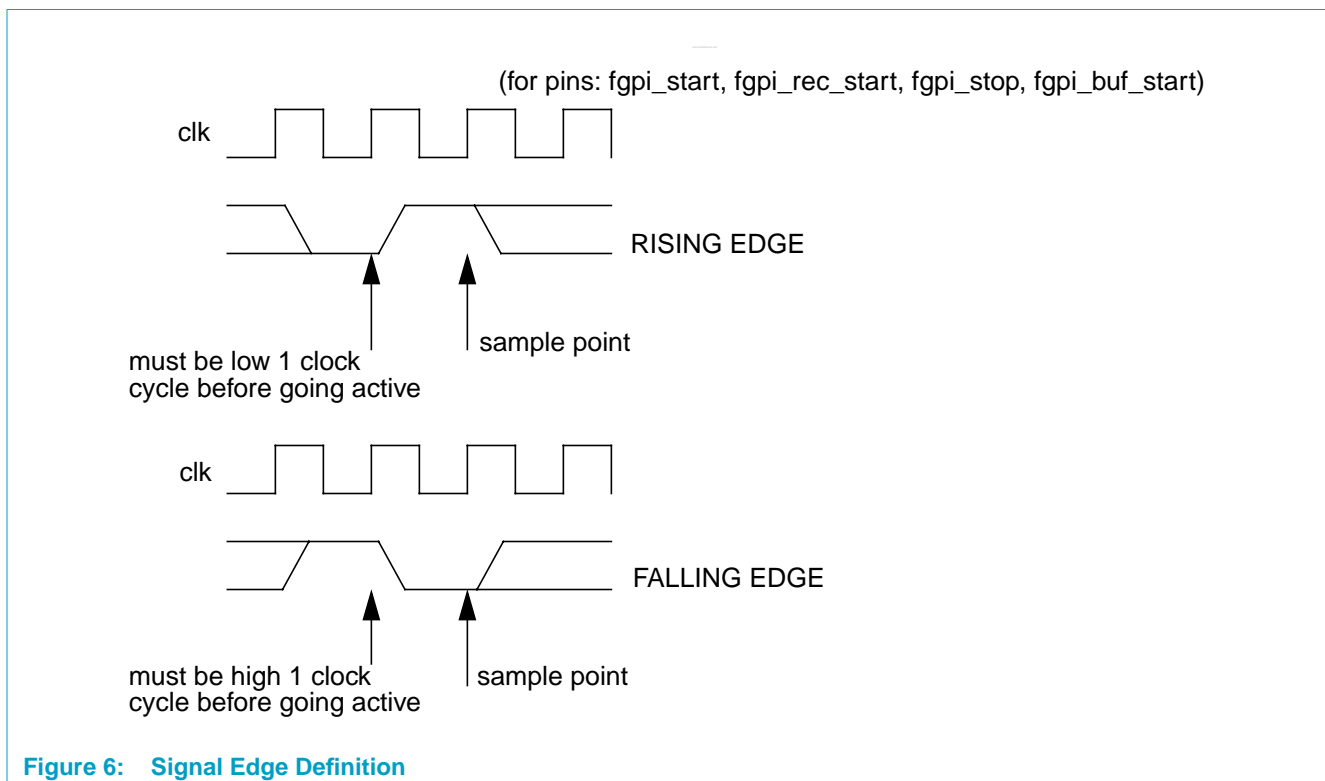 (for pins: fgpi_start, fgpi_rec_start, fgpi_stop, fgpi_buf_start)
clk
RISING EDGE
sample point
must be low 1 clock
cycle before going active
clk
FALLING EDGE
must be high 1 clock
cycle before going active
sample point
Figure 6: Signal Edge Definition